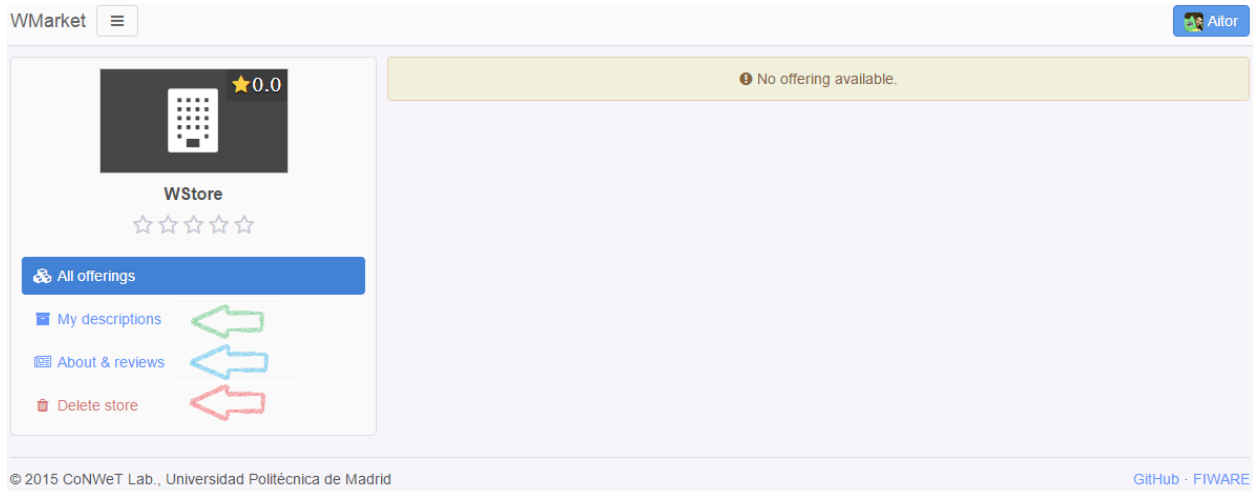 WMarket
Aitor
0.0
WStore
All offerings
My descriptions
About & reviews
Delete store
No offering available.
© 2015 CoNWeT Lab., Universidad Politécnica de Madrid
GitHub · FIWARE